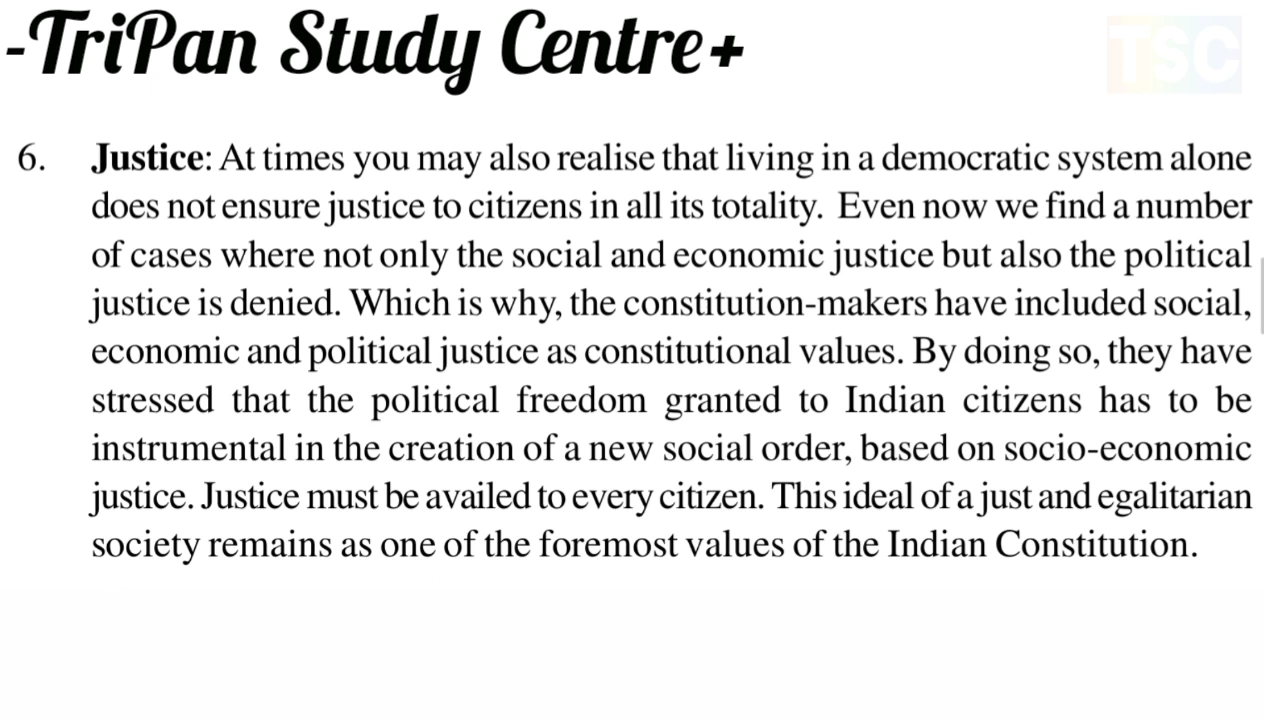 -TriPan Study Centre+
TSC
6. Justice: At times you may also realise that living in a democratic system alone
does not ensure justice to citizens in all its totality. Even now we find a number
of cases where not only the social and economic justice but also the political
justice is denied. Which is why, the constitution-makers have included social,
economic and political justice as constitutional values. By doing so, they have
stressed that the political freedom granted to Indian citizens has to be
instrumental in the creation of a new social order, based on socio-economic
justice. Justice must be availed to every citizen. This ideal of a just and egalitarian
society remains as one of the foremost values of the Indian Constitution.